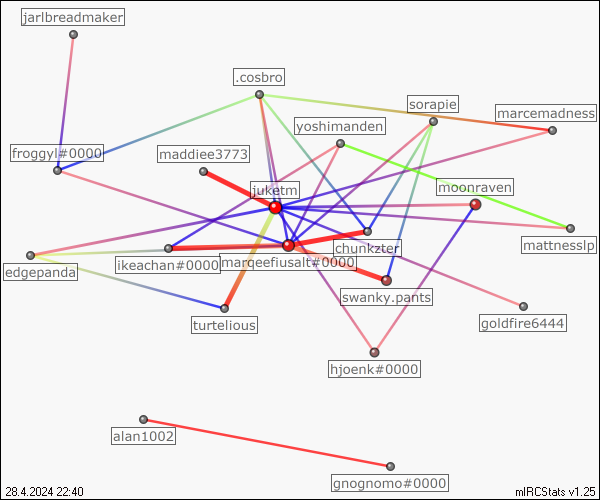 jarlbreadmaker
.cosbro
sorapie
marcemadness
yoshimanden
froggyl#0000
maddiee3773
juketm
moonraven
mattnesslp
chunkzter
edgepanda
ikeachan#0000
marqeefiusalt#0000
swanky.pants
turtelious
goldfire6444
hjoenk#0000
alan1002
gnognomo#0000
28.4.2024 22:40
mIRCStats v1.25